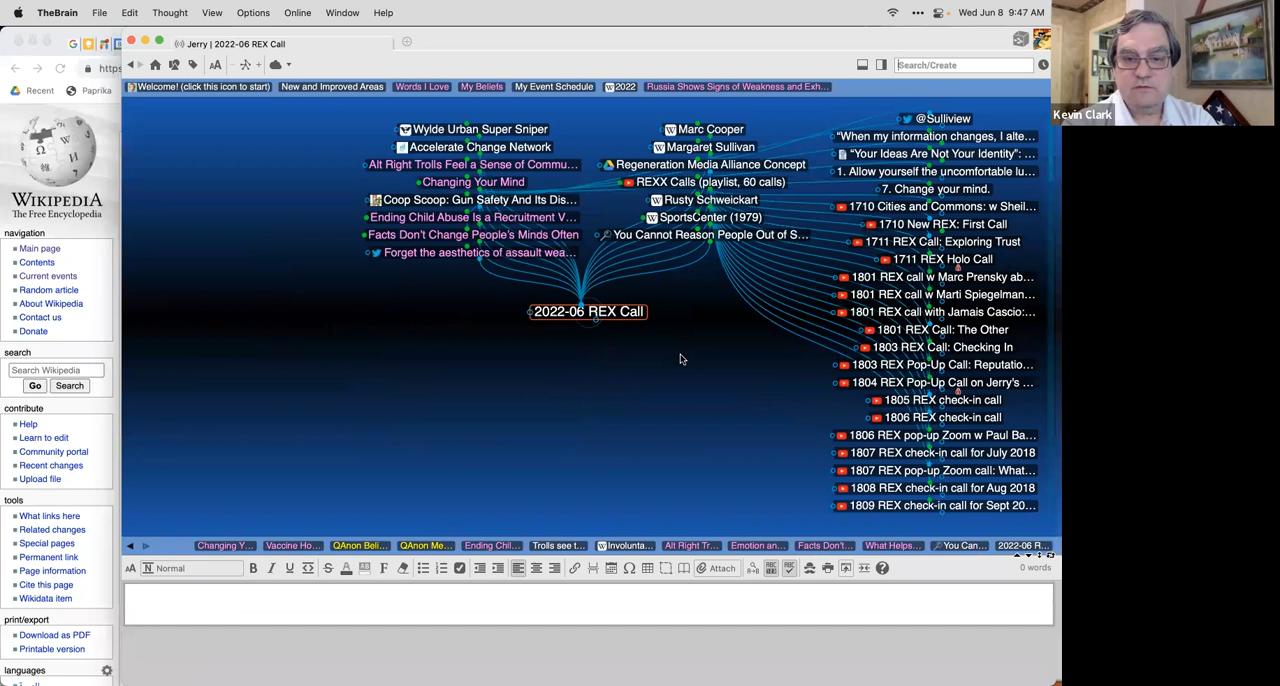 TheBrain File Edit Thought View Options Online Window Help
Wed Jun 8 9:47 AM
Jerry | 2022-06 REX Call
https
Search/Create
Recent Paprika
Welcome! (click this icon to start) New and Improved Areas Words I Love My Beliefs My Event Schedule 2022 Russia Shows Signs of Weakness and Exh...
Kevin Clark
Wylde Urban Super Sniper
Accelerate Change Network
Alt Right Trolls Feel a Sense of Commu...
Changing Your Mind
Coop Scoop: Gun Safety And Its Dis...
Ending Child Abuse Is a Recruitment V...
Facts Don't Change People's Minds Often
Forget the aesthetics of assault wea...
Marc Cooper
Margaret Sullivan
Regeneration Media Alliance Concept
REXX Calls (playlist, 60 calls)
Rusty Schweickart
SportsCenter (1979)
You Cannot Reason People Out of S...
@Sulliview
"When my information changes, I alte...
"Your Ideas Are Not Your Identity": ...
1. Allow yourself the uncomfortable lu...
7. Change your mind.
1710 Cities and Commons: w Sheil...
1710 New REX: First Call
1711 REX Call: Exploring Trust
1711 REX Holo Call
1801 REX call w Marc Prensky ab...
1801 REX call w Marti Spiegelman...
1801 REX call with Jamais Cascio:...
1801 REX Call: The Other
1803 REX Call: Checking In
1803 REX Pop-Up Call: Reputatio...
1804 REX Pop-Up Call on Jerry's ...
1805 REX check-in call
1806 REX check-in call
1806 REX pop-up Zoom w Paul Ba...
1807 REX check-in call for July 2018
1807 REX pop-up Zoom call: What...
1808 REX check-in call for Aug 2018
1809 REX check-in call for Sept 20...
2022-06 REX Call
WIKIPEDIA
The Free Encyclopedia
navigation
Main page
Contents
Current events
Random article
About Wikipedia
Contact us
Donate
search
Search Wikipedia
Go Search
contribute
Help
Learn to edit
Community portal
Recent changes
Upload file
tools
What links here
Related changes
Special pages
Permanent link
Page information
Cite this page
Wikidata item
print/export
Download as PDF
Printable version
languages
Changing Y... Vaccine Ho... QAnon Beli... QAnon Me... Ending Chil... Trolls see t... Involunta... Alt Right Tr... Emotion an... Facts Don't... What Helps... You Can... 2022-06 R...
Normal
Attach
0 words